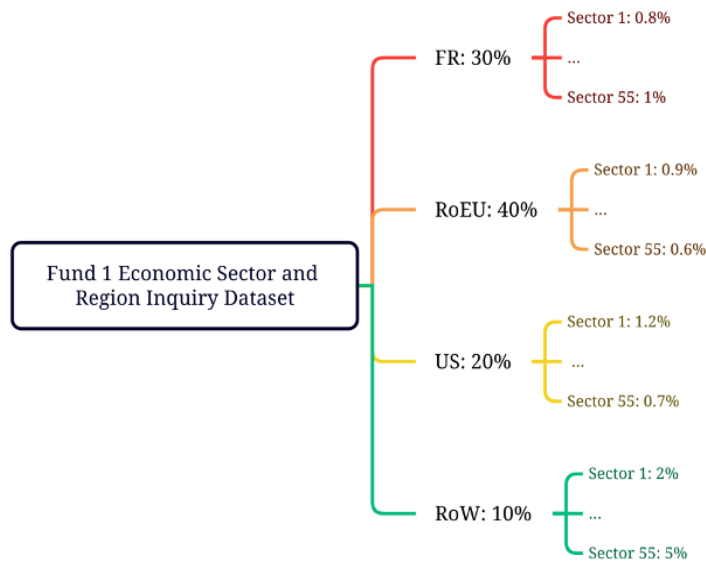 Fund 1 Economic Sector and
Region Inquiry Dataset
FR: 30%
Sector 1: 0.8%
...
Sector 55: 1%
RoEU: 40%
Sector 1: 0.9%
...
Sector 55: 0.6%
US: 20%
Sector 1: 1.2%
...
Sector 55: 0.7%
RoW: 10%
Sector 1: 2%
...
Sector 55: 5%